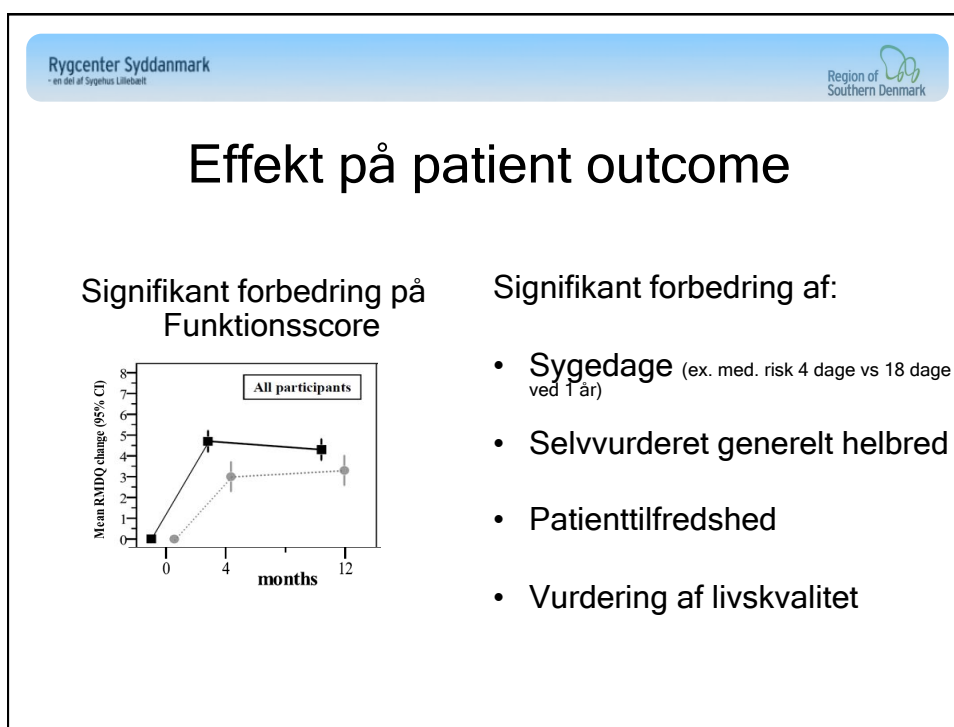 Rygcenter Syddanmark
- en del af Sygehus Lillebælt
Region of
Southern Denmark
Effekt på patient outcome
Signifikant forbedring på
Funktionsscore
Mean RMDQ change (95% CI)
8
7
6
5
4
3
2
1
0
All participants
0 4 12
months
Signifikant forbedring af:
• Sygedage (ex. med. risk 4 dage vs 18 dage
ved 1 år)
• Selvvurderet generelt helbred
• Patienttilfredshed
• Vurdering af livskvalitet